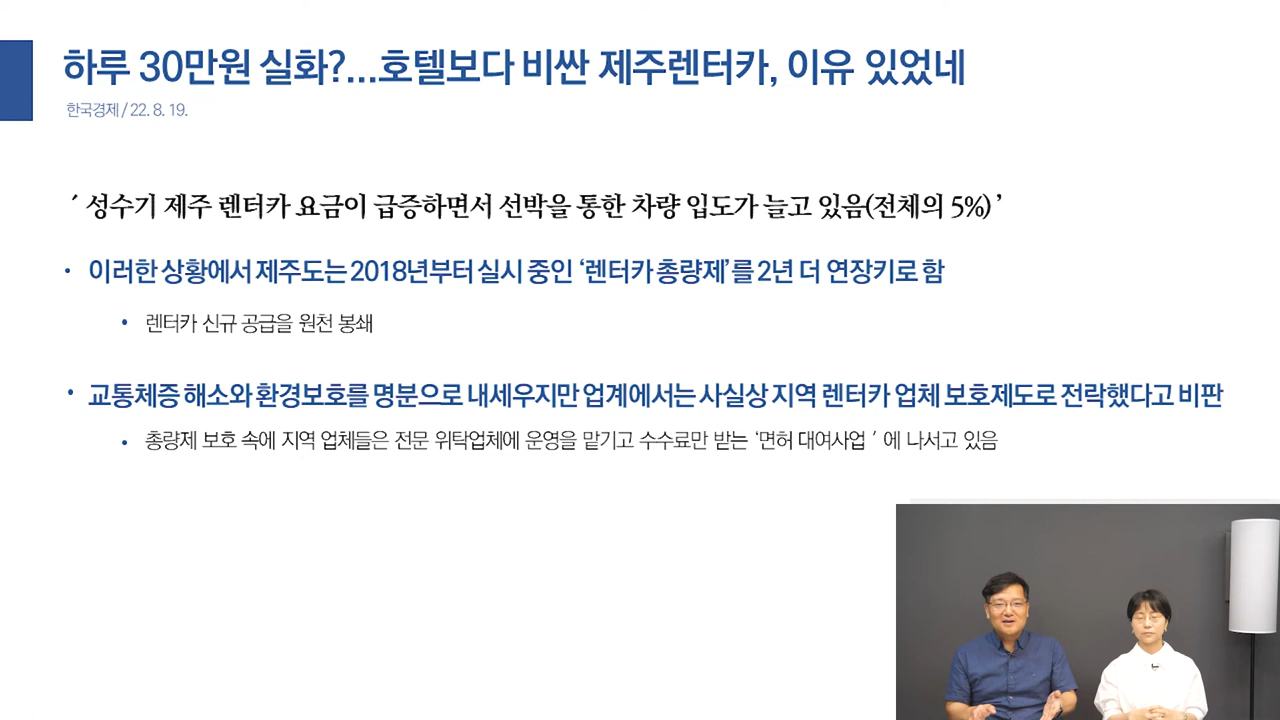 하루 30만원 실화?...호텔보다 비싼 제주렌터카, 이유 있었네
한국경제 / 22. 8. 19.
´ 성수기 제주 렌터카 요금이 급증하면서 선박을 통한 차량 입도가 늘고 있음(전체의 5%) ’
• 이러한 상황에서 제주도는 2018년부터 실시 중인 ‘렌터카 총량제’를 2년 더 연장키로 함
• 렌터카 신규 공급을 원천 봉쇄
• 교통체증 해소와 환경보호를 명분으로 내세우지만 업계에서는 사실상 지역 렌터카 업체 보호제도로 전락했다고 비판
• 총량제 보호 속에 지역 업체들은 전문 위탁업체에 운영을 맡기고 수수료만 받는 ‘면허 대여사업 ´ 에 나서고 있음